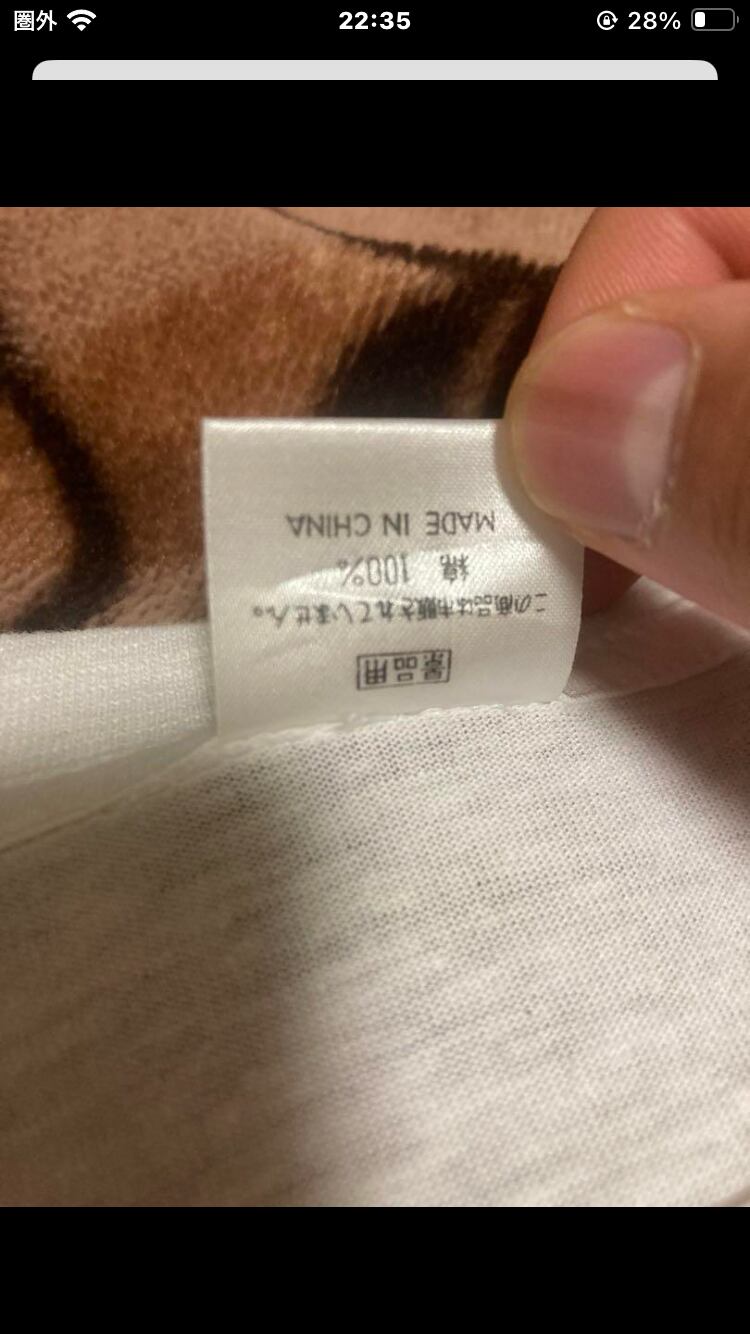 圏外
22:35
28%
景品用
この商品は市販されていません。
綿 100%
MADE IN CHINA